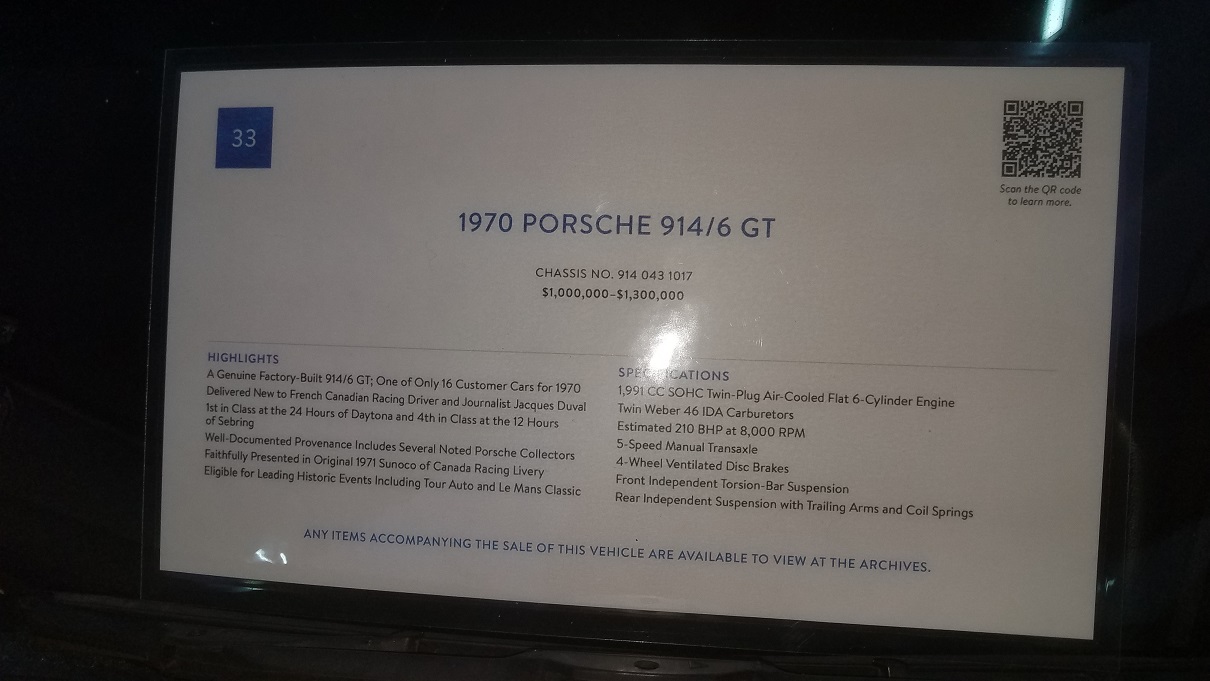 33
Scan the QR code
to learn more.
1970 PORSCHE 914/6 GT
CHASSIS NO. 914 043 1017
$1,000,000–$1,300,000
HIGHLIGHTS
A Genuine Factory-Built 914/6 GT; One of Only 16 Customer Cars for 1970
Delivered New to French Canadian Racing Driver and Journalist Jacques Duval
1st in Class at the 24 Hours of Daytona and 4th in Class at the 12 Hours
of Sebring
Well-Documented Provenance Includes Several Noted Porsche Collectors
Faithfully Presented in Original 1971 Sunoco of Canada Racing Livery
Eligible for Leading Historic Events Including Tour Auto and Le Mans Classic
SPECIFICATIONS
1,991 CC SOHC Twin-Plug Air-Cooled Flat 6-Cylinder Engine
Twin Weber 46 IDA Carburetors
Estimated 210 BHP at 8,000 RPM
5-Speed Manual Transaxle
4-Wheel Ventilated Disc Brakes
Front Independent Torsion-Bar Suspension
Rear Independent Suspension with Trailing Arms and Coil Springs
ANY ITEMS ACCOMPANYING THE SALE OF THIS VEHICLE ARE AVAILABLE TO VIEW AT THE ARCHIVES.